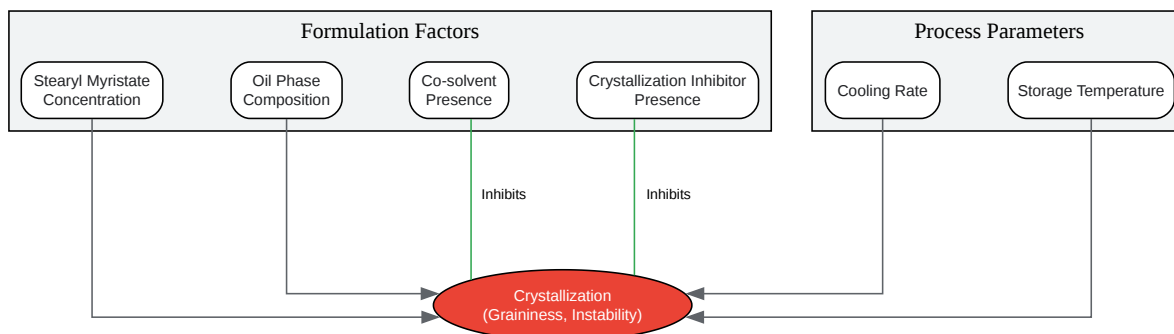 Formulation Factors
Stearyl Myristate
Concentration
Oil Phase
Composition
Co-solvent
Presence
Crystallization Inhibitor
Presence
Process Parameters
Cooling Rate
Storage Temperature
Inhibits
Inhibits
Crystallization
(Graininess, Instability)